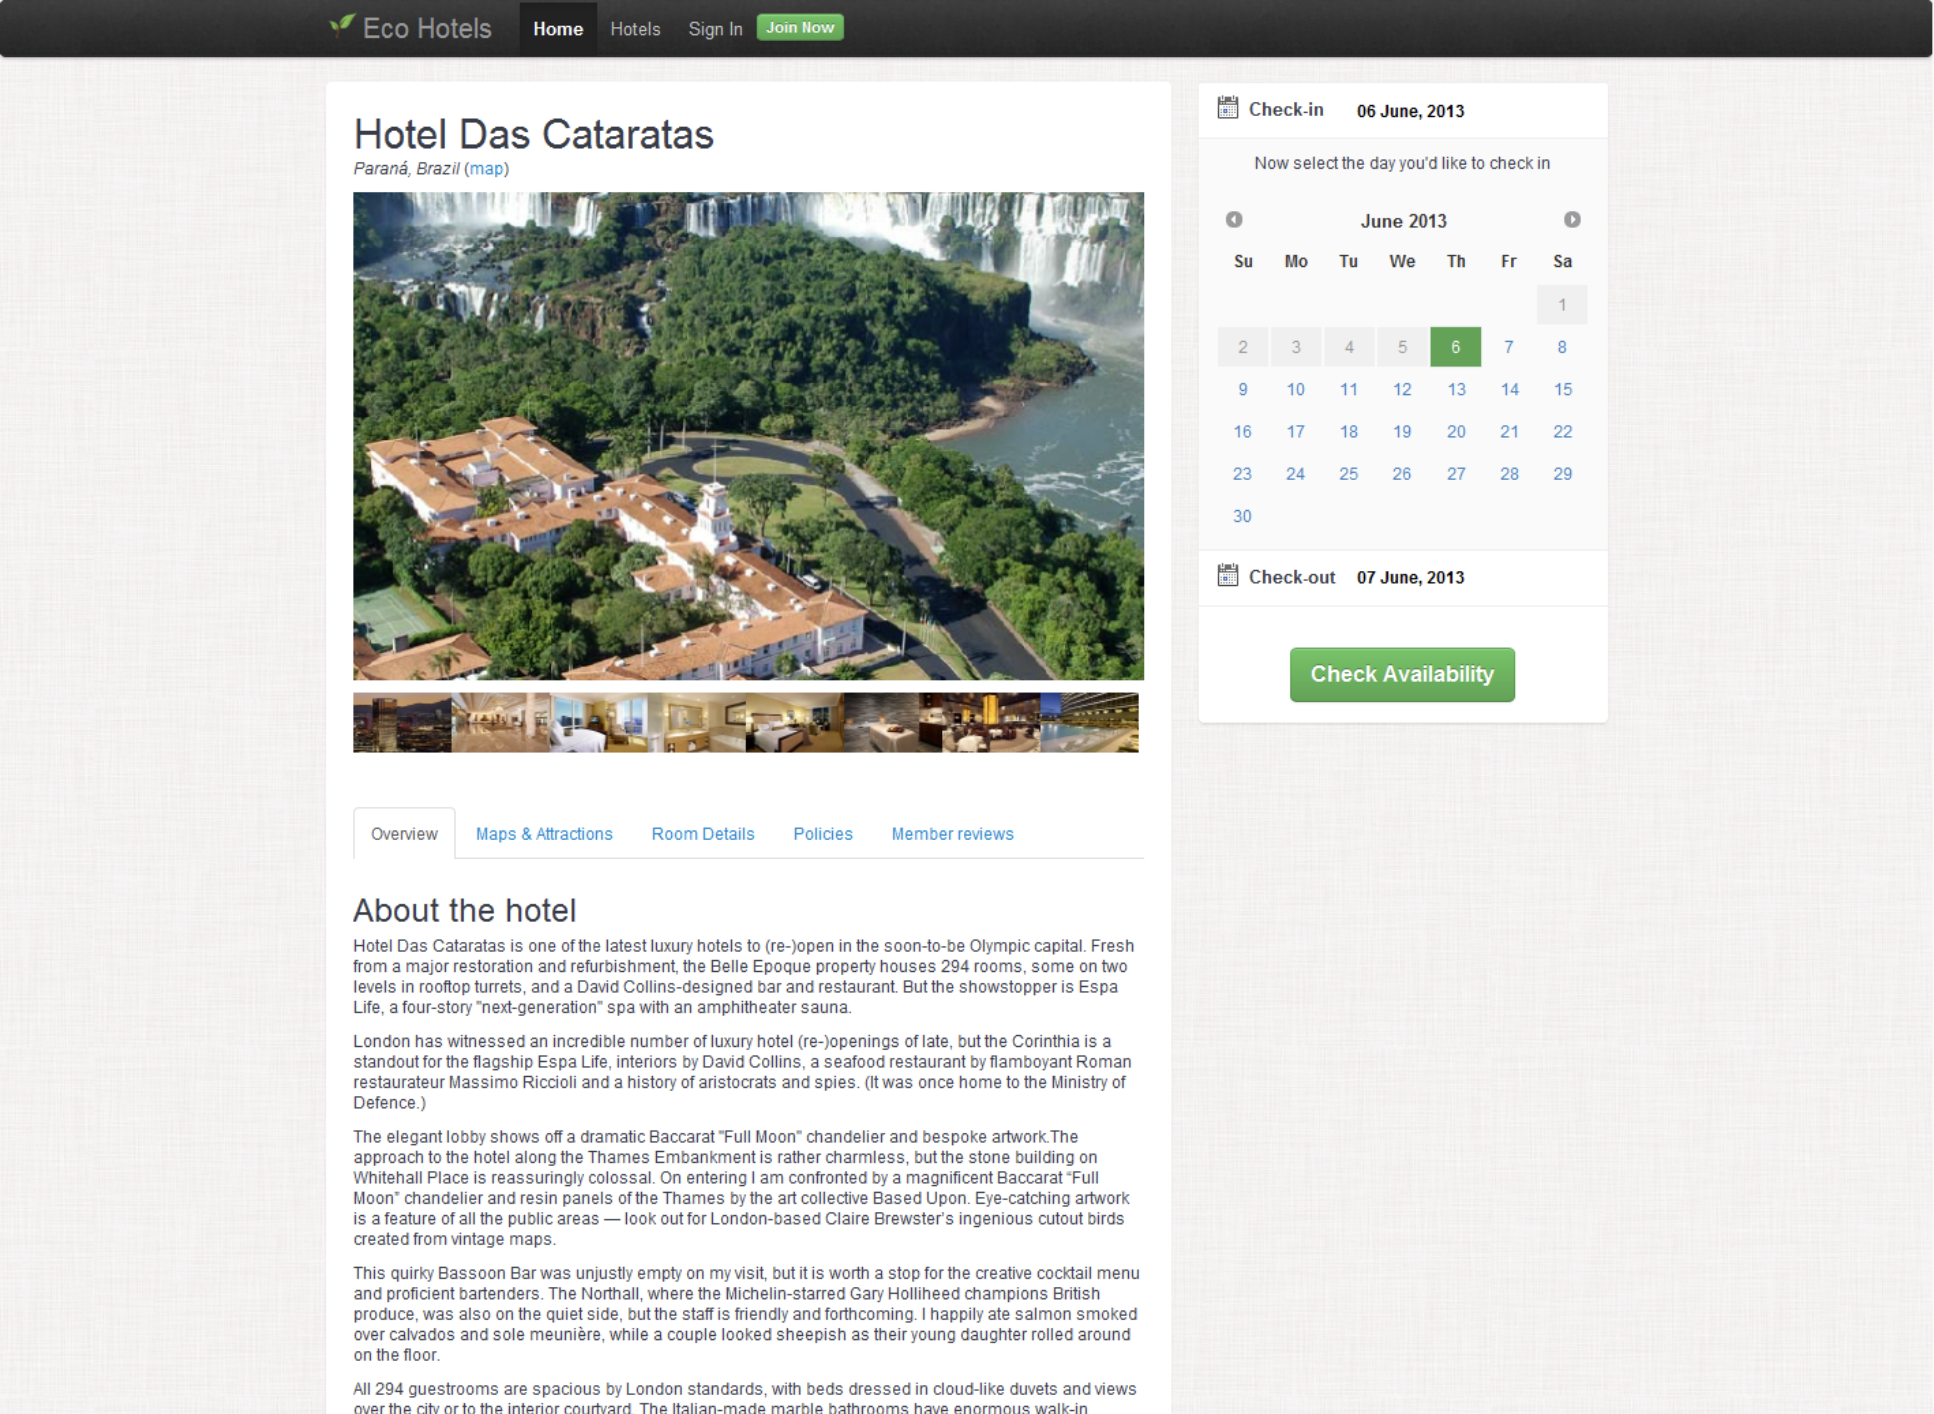 Eco Hotels Home Hotels Sign In Join Now
Hotel Das Cataratas
Paraná, Brazil (map)
Overview Maps & Attractions Room Details Policies Member reviews
About the hotel
Hotel Das Cataratas is one of the latest luxury hotels to (re-)open in the soon-to-be Olympic capital. Fresh
from a major restoration and refurbishment, the Belle Epoque property houses 294 rooms, some on two
levels in rooftop turrets, and a David Collins-designed bar and restaurant. But the showstopper is Espa
Life, a four-story "next-generation" spa with an amphitheater sauna.
London has witnessed an incredible number of luxury hotel (re-)openings of late, but the Corinthia is a
standout for the flagship Espa Life, interiors by David Collins, a seafood restaurant by flamboyant Roman
restaurateur Massimo Riccioli and a history of aristocrats and spies. (It was once home to the Ministry of
Defence.)
The elegant lobby shows off a dramatic Baccarat "Full Moon" chandelier and bespoke artwork.The
approach to the hotel along the Thames Embankment is rather charmless, but the stone building on
Whitehall Place is reassuringly colossal. On entering I am confronted by a magnificent Baccarat “Full
Moon” chandelier and resin panels of the Thames by the art collective Based Upon. Eye-catching artwork
is a feature of all the public areas — look out for London-based Claire Brewster’s ingenious cutout birds
created from vintage maps.
This quirky Bassoon Bar was unjustly empty on my visit, but it is worth a stop for the creative cocktail menu
and proficient bartenders. The Northall, where the Michelin-starred Gary Holliheed champions British
produce, was also on the quiet side, but the staff is friendly and forthcoming. I happily ate salmon smoked
over calvados and sole meunière, while a couple looked sheepish as their young daughter rolled around
on the floor.
All 294 guestrooms are spacious by London standards, with beds dressed in cloud-like duvets and views
over the city or to the interior courtyard. The Italian-made marble bathrooms have enormous walk-in
Check-in 06 June, 2013
Now select the day you'd like to check in
June 2013
Su Mo Tu We Th Fr Sa
1
2 3 4 5 6 7 8
9 10 11 12 13 14 15
16 17 18 19 20 21 22
23 24 25 26 27 28 29
30
Check-out 07 June, 2013
Check Availability